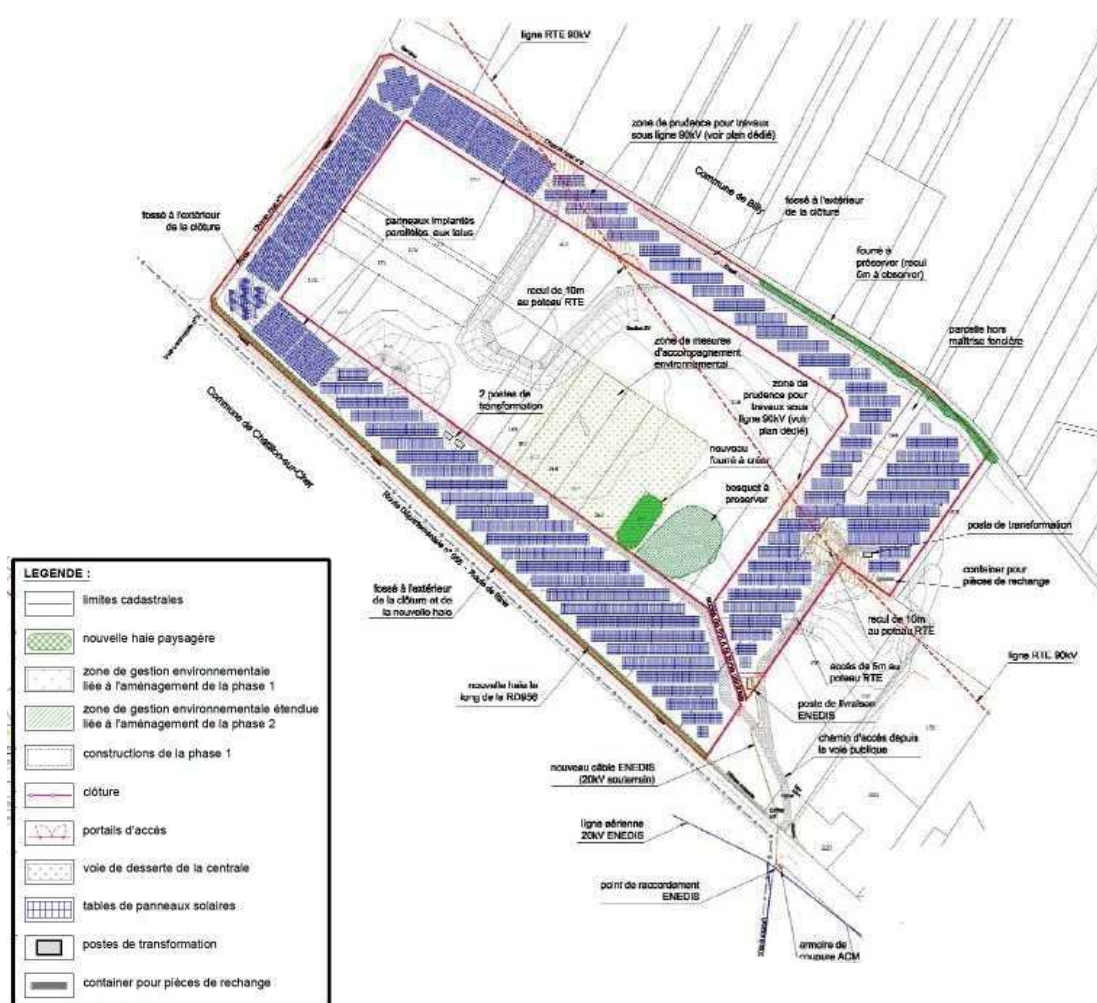 ligne RTE 90kV
zone de prudence pour travaux
sous ligne 90kV (voir plan dédié)
Commune de Billy
fossé à l'extérieur
de la clôture
fossé à l'extérieur
de la clôture
panneaux implantés
parallèles aux talus
fourré à
préserver (recul
5m à observer)
recul de 10m
au poteau RTE
parcelle hors
maîtrise foncière
zone de mesures
d'accompagnement
environnemental
zone de
prudence pour
travaux sous
ligne 90kV (voir
plan dédié)
2 postes de
transformation
Commune de Châtillon-sur-Cher
nouveau
fourré à créer
bosquet à
préserver
Route Départementale n° 956 - Route de
poste de transformation
container pour
pièces de rechange
fossé à l'extérieur
de la clôture et de
la nouvelle haie
recul de 10m
au poteau RTE
ligne RTE 90kV
accès de 5m au
poteau RTE
nouvelle haie le
long de la RD956
poste de livraison
ENEDIS
chemin d'accès depuis
la voie publique
nouveau câble ENEDIS
(20kV souterrain)
ligne aérienne
20kV ENEDIS
point de raccordement
ENEDIS
armoire de
coupure ACM
LEGENDE :
limites cadastrales
nouvelle haie paysagère
zone de gestion environnementale
liée à l'aménagement de la phase 1
zone de gestion environnementale étendue
liée à l'aménagement de la phase 2
constructions de la phase 1
clôture
portails d'accès
voie de desserte de la centrale
tables de panneaux solaires
postes de transformation
container pour pièces de rechange